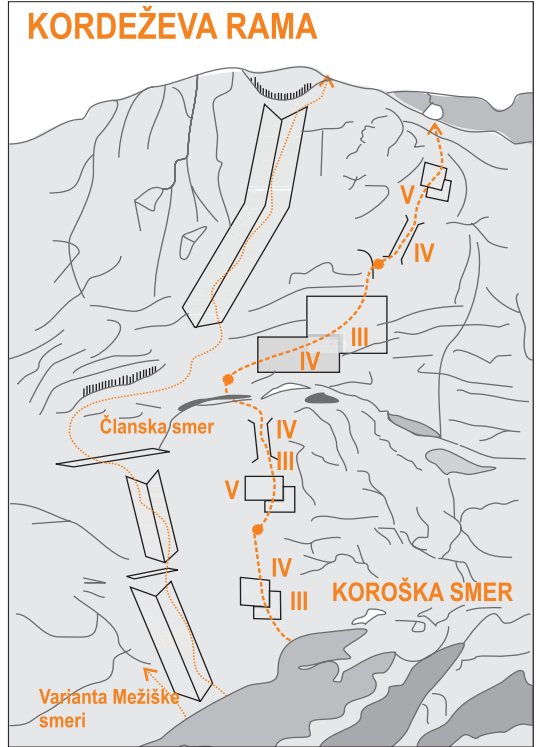 KORDEŽEVA RAMA
V
IV
III
IV
Članska smer
IV
III
V
IV
III
KOROŠKA SMER
Varianta Mežiške
smeri